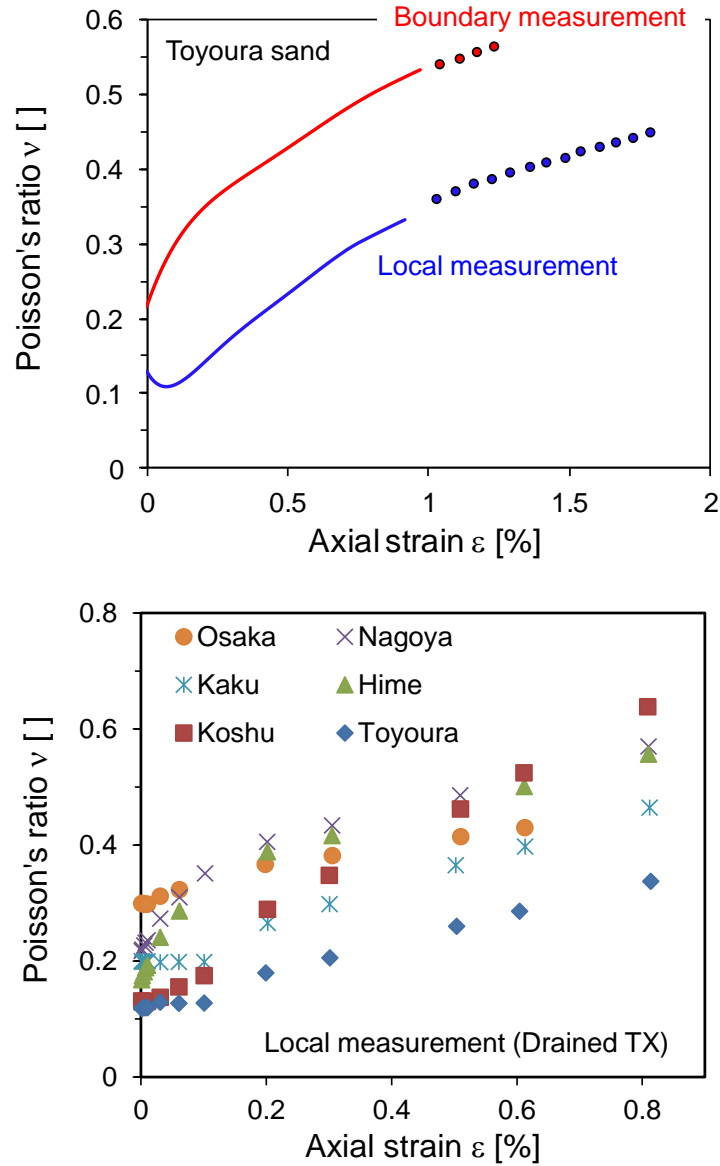 Boundary measurement
Toyoura sand
Local measurement
Poisson's ratio ν [ ]
0.6
0.5
0.4
0.3
0.2
0.1
0
0 0.5 1 1.5 2
Axial strain ε [%]
Osaka Nagoya
Kaku Hime
Koshu Toyoura
Poisson's ratio ν [ ]
0.8
0.6
0.4
0.2
0
Local measurement (Drained TX)
0 0.2 0.4 0.6 0.8
Axial strain ε [%]